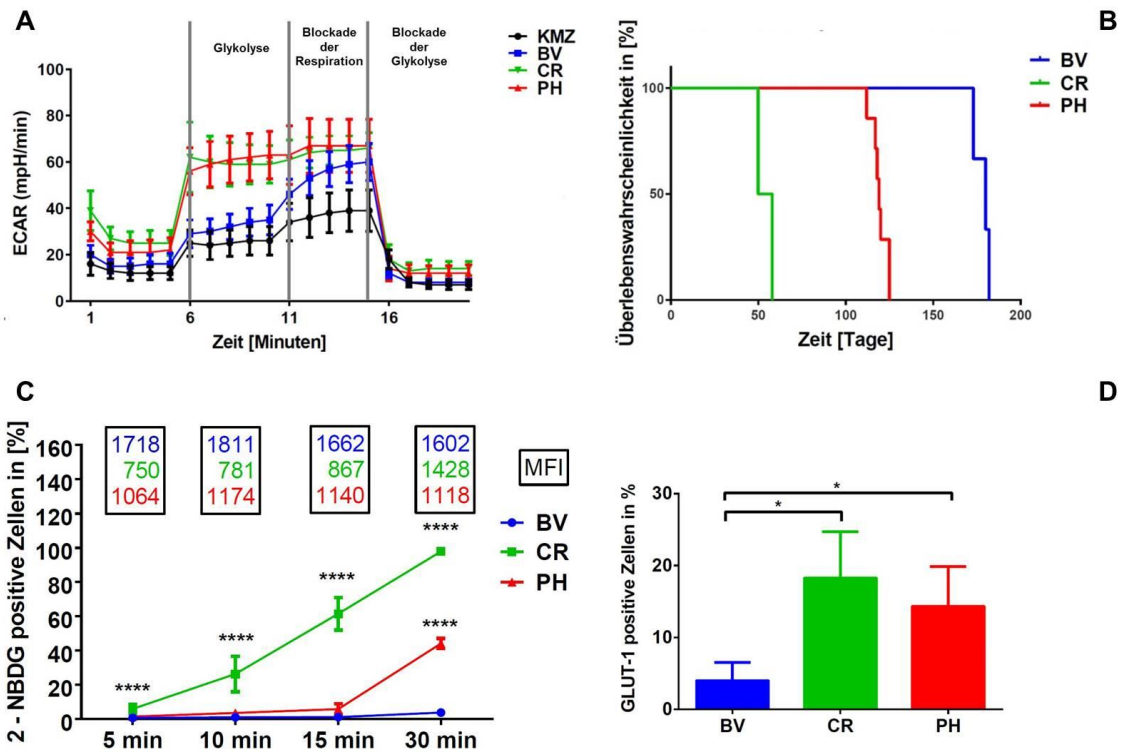 A
Glykolyse
Blockade
der
Respiration
Blockade
der
Glykolyse
KMZ
BV
CR
PH
ECAR (mpH/min)
100
80
60
40
20
0
1
6
11
16
Zeit [Minuten]
B
BV
CR
PH
Überlebenswahrscheinlichkeit in [%]
100
50
0
0
50
100
150
200
Zeit [Tage]
C
2 - NBDG positive Zellen in [%]
160
140
120
100
80
60
40
20
0
1718
750
1064
1811
781
1174
1662
867
1140
1602
1428
1118
MFI
BV
CR
PH
****
****
****
****
****
5 min
10 min
15 min
30 min
D
GLUT-1 positive Zellen in %
30
20
10
0
*
*
BV
CR
PH